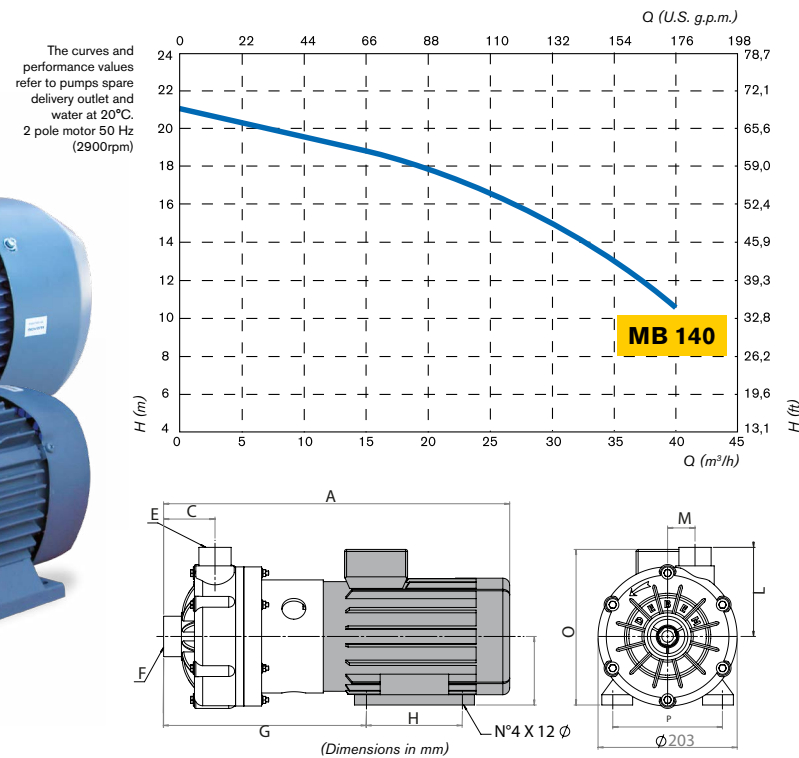 Q (U.S. g.p.m.)
0 22 44 66 88 110 132 154 176 198
The curves and
performance values
refer to pumps spare
delivery outlet and
water at 20°C.
2 pole motor 50 Hz
(2900rpm)
24 78,7
22 72,1
20 65,6
18 59,0
16 52,4
14 45,9
12 39,3
10 32,8
MB 140
8 26,2
6 19,6
4 13,1
H (m)
H (ft)
0 5 10 15 20 25 30 35 40 45
Q (m³/h)
A
C
E
F
G
H
N°4 X 12 Ø
(Dimensions in mm)
M
L
O
DEBEM
P
Ø203